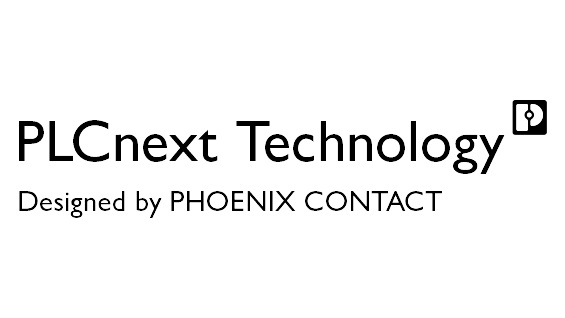 PLCnext Technology
Designed by PHOENIX CONTACT